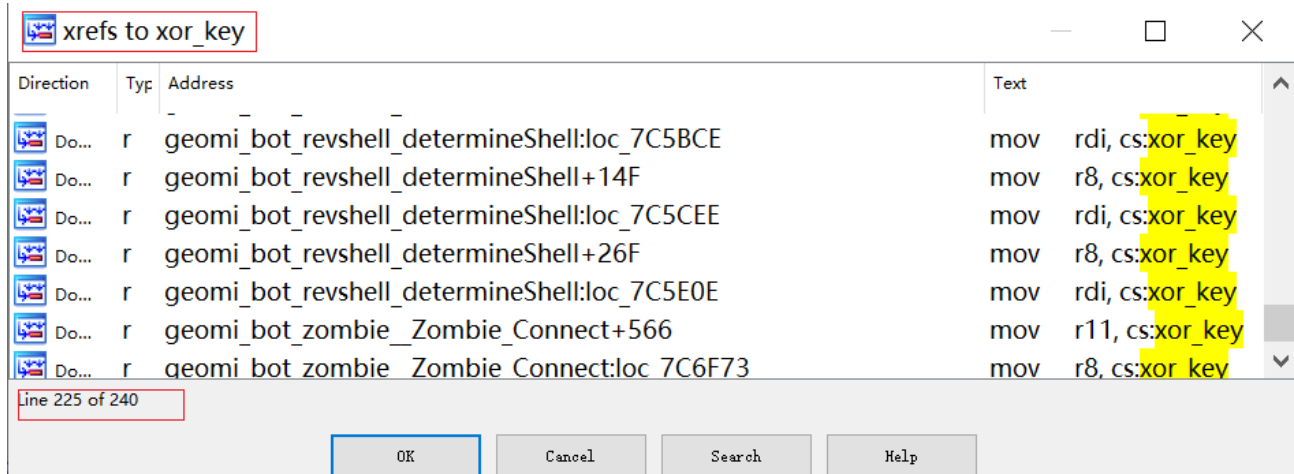 xrefs to xor_key
Direction Typ Address Text
Do... r geomi_bot_revshell_determineShell:loc_7C5BCE mov rdi, cs:xor_key
Do... r geomi_bot_revshell_determineShell+14F mov r8, cs:xor_key
Do... r geomi_bot_revshell_determineShell:loc_7C5CEE mov rdi, cs:xor_key
Do... r geomi_bot_revshell_determineShell+26F mov r8, cs:xor_key
Do... r geomi_bot_revshell_determineShell:loc_7C5E0E mov rdi, cs:xor_key
Do... r geomi_bot_zombie__Zombie_Connect+566 mov r11, cs:xor_key
Do... r geomi_bot_zombie__Zombie_Connect:loc_7C6F73 mov r8, cs:xor_key
Line 225 of 240
OK Cancel Search Help